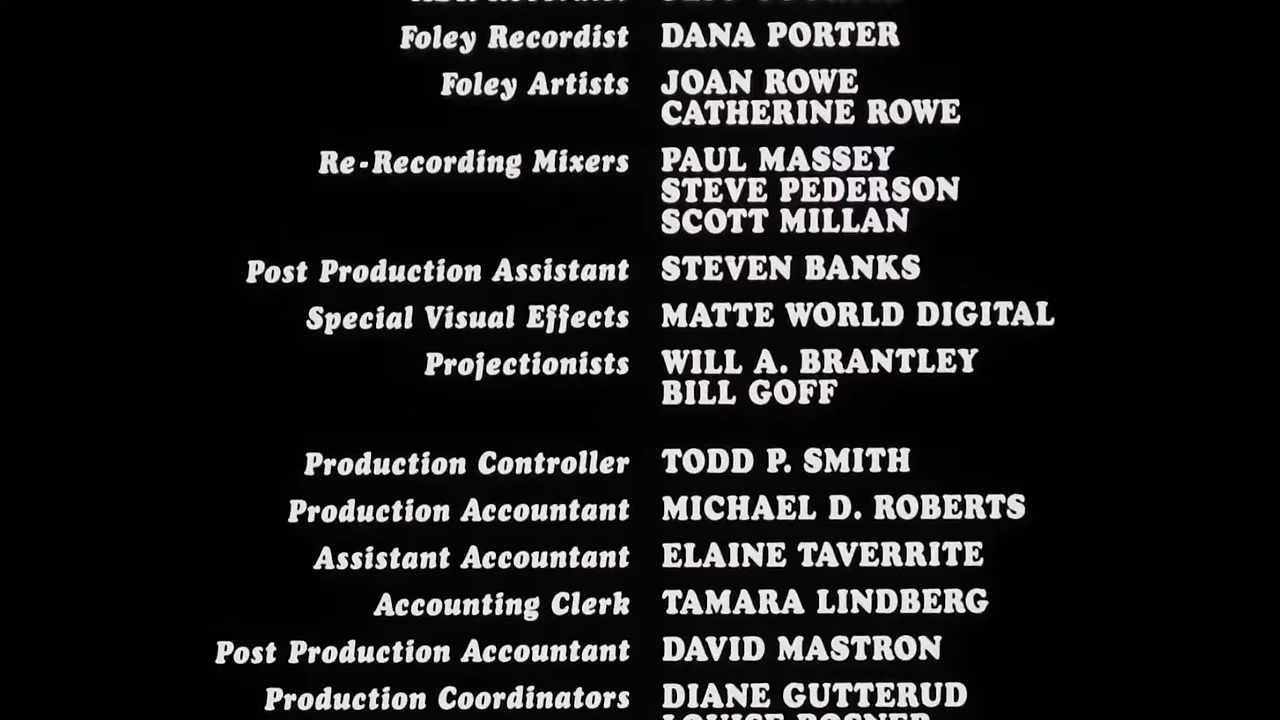 Foley Recordist DANA PORTER
Foley Artists JOAN ROWE
CATHERINE ROWE
Re-Recording Mixers PAUL MASSEY
STEVE PEDERSON
SCOTT MILLAN
Post Production Assistant STEVEN BANKS
Special Visual Effects MATTE WORLD DIGITAL
Projectionists WILL A. BRANTLEY
BILL GOFF
Production Controller TODD P. SMITH
Production Accountant MICHAEL D. ROBERTS
Assistant Accountant ELAINE TAVERRITE
Accounting Clerk TAMARA LINDBERG
Post Production Accountant DAVID MASTRON
Production Coordinators DIANE GUTTERUD